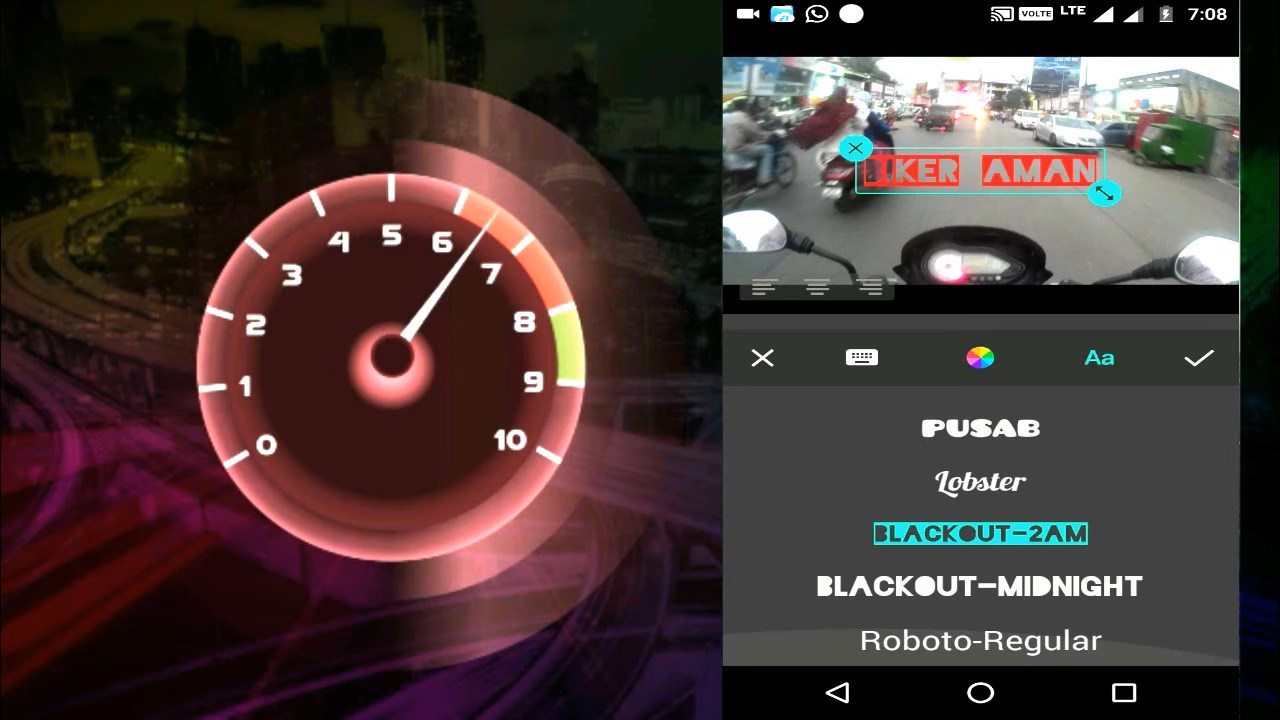 0
1
2
3
4
5
6
7
8
9
10
VOLTE LTE 7:08
BIKER AMAN
Aa
PUSAB
Lobster
BLACKOUT-2AM
BLACKOUT-MIDNIGHT
Roboto-Regular